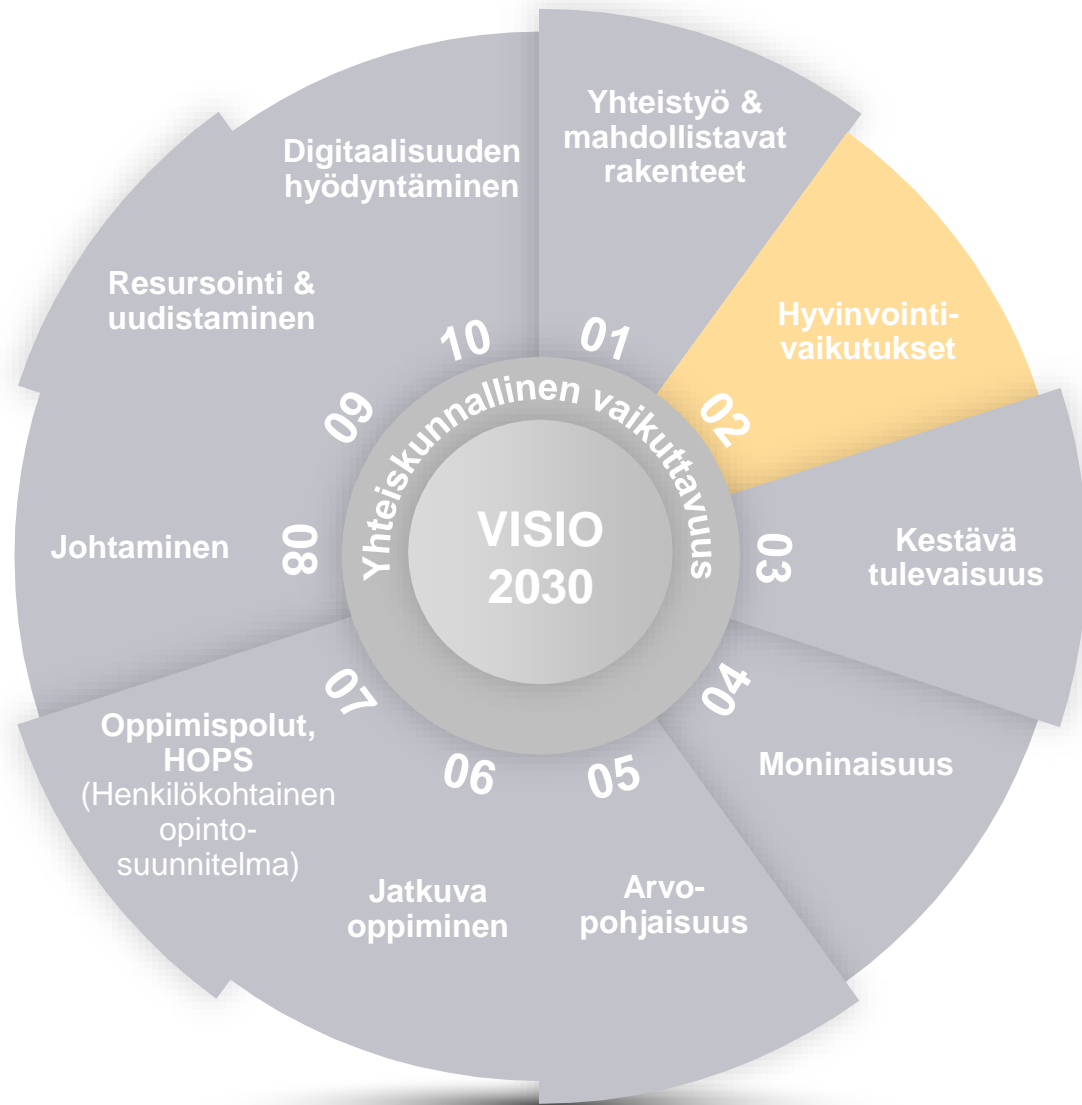 Yhteistyö &
mahdollistavat
rakenteet
01
Hyvinvointi-
vaikutukset
02
Kestävä
tulevaisuus
03
Moninaisuus
04
Arvo-
pohjaisuus
05
Jatkuva
oppiminen
06
Oppimispolut,
HOPS
(Henkilökohtainen
opinto-
suunnitelma)
07
Johtaminen
08
Resursointi &
uudistaminen
09
Digitaalisuuden
hyödyntäminen
10
Yhteiskunnallinen vaikuttavuus
VISIO
2030